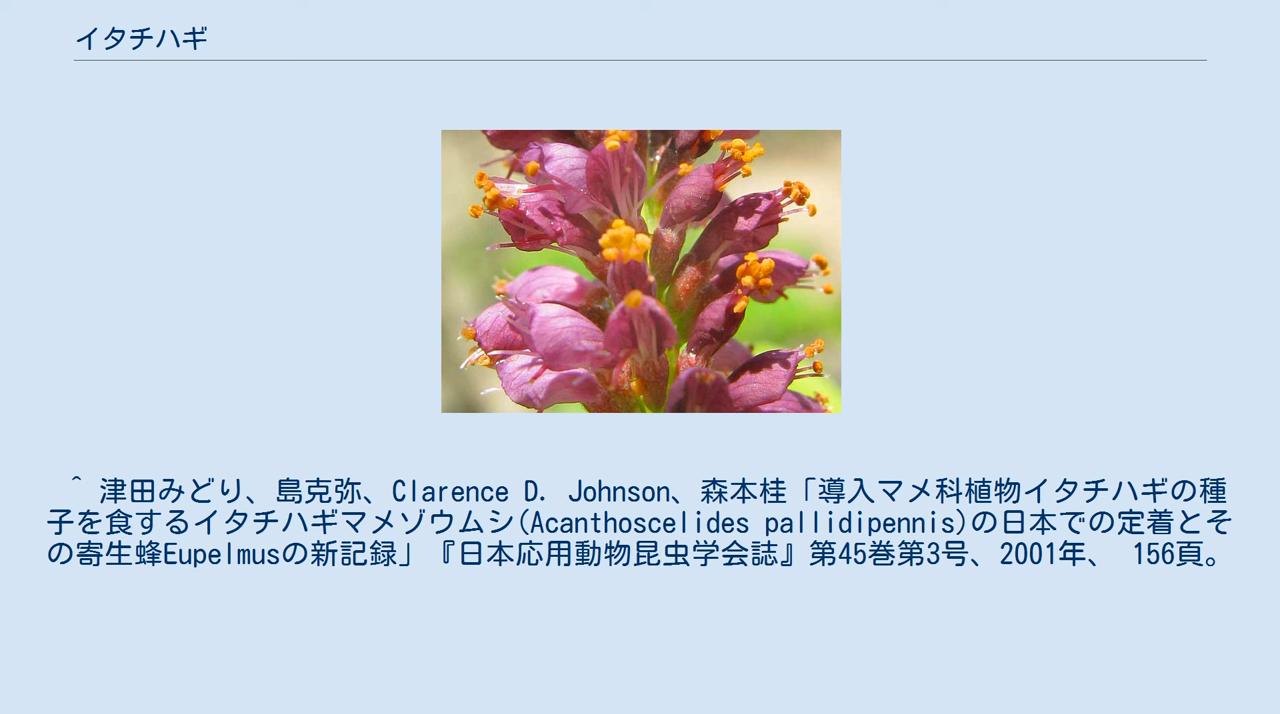 イタチハギ
^ 津田みどり、島克弥、Clarence D. Johnson、森本桂「導入マメ科植物イタチハギの種
子を食するイタチハギマメゾウムシ(Acanthoscelides pallidipennis)の日本での定着とそ
の寄生蜂Eupelmusの新記録」『日本応用動物昆虫学会誌』第45巻第3号、2001年、 156頁。